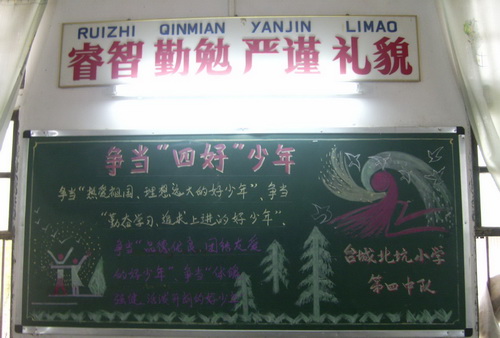 RUIZHI QINMIAN YANJIN LIMAO
睿智 勤勉 严谨 礼貌
争当“四好”少年
争当“热爱祖国、理想远大的好少年”、争当
“勤奋学习、追求上进的好少年”、
争当“品德优良、团结友爱
的好少年”、争当“体魄
强健、活泼开朗的好少年
台城北坑小学
第四中队